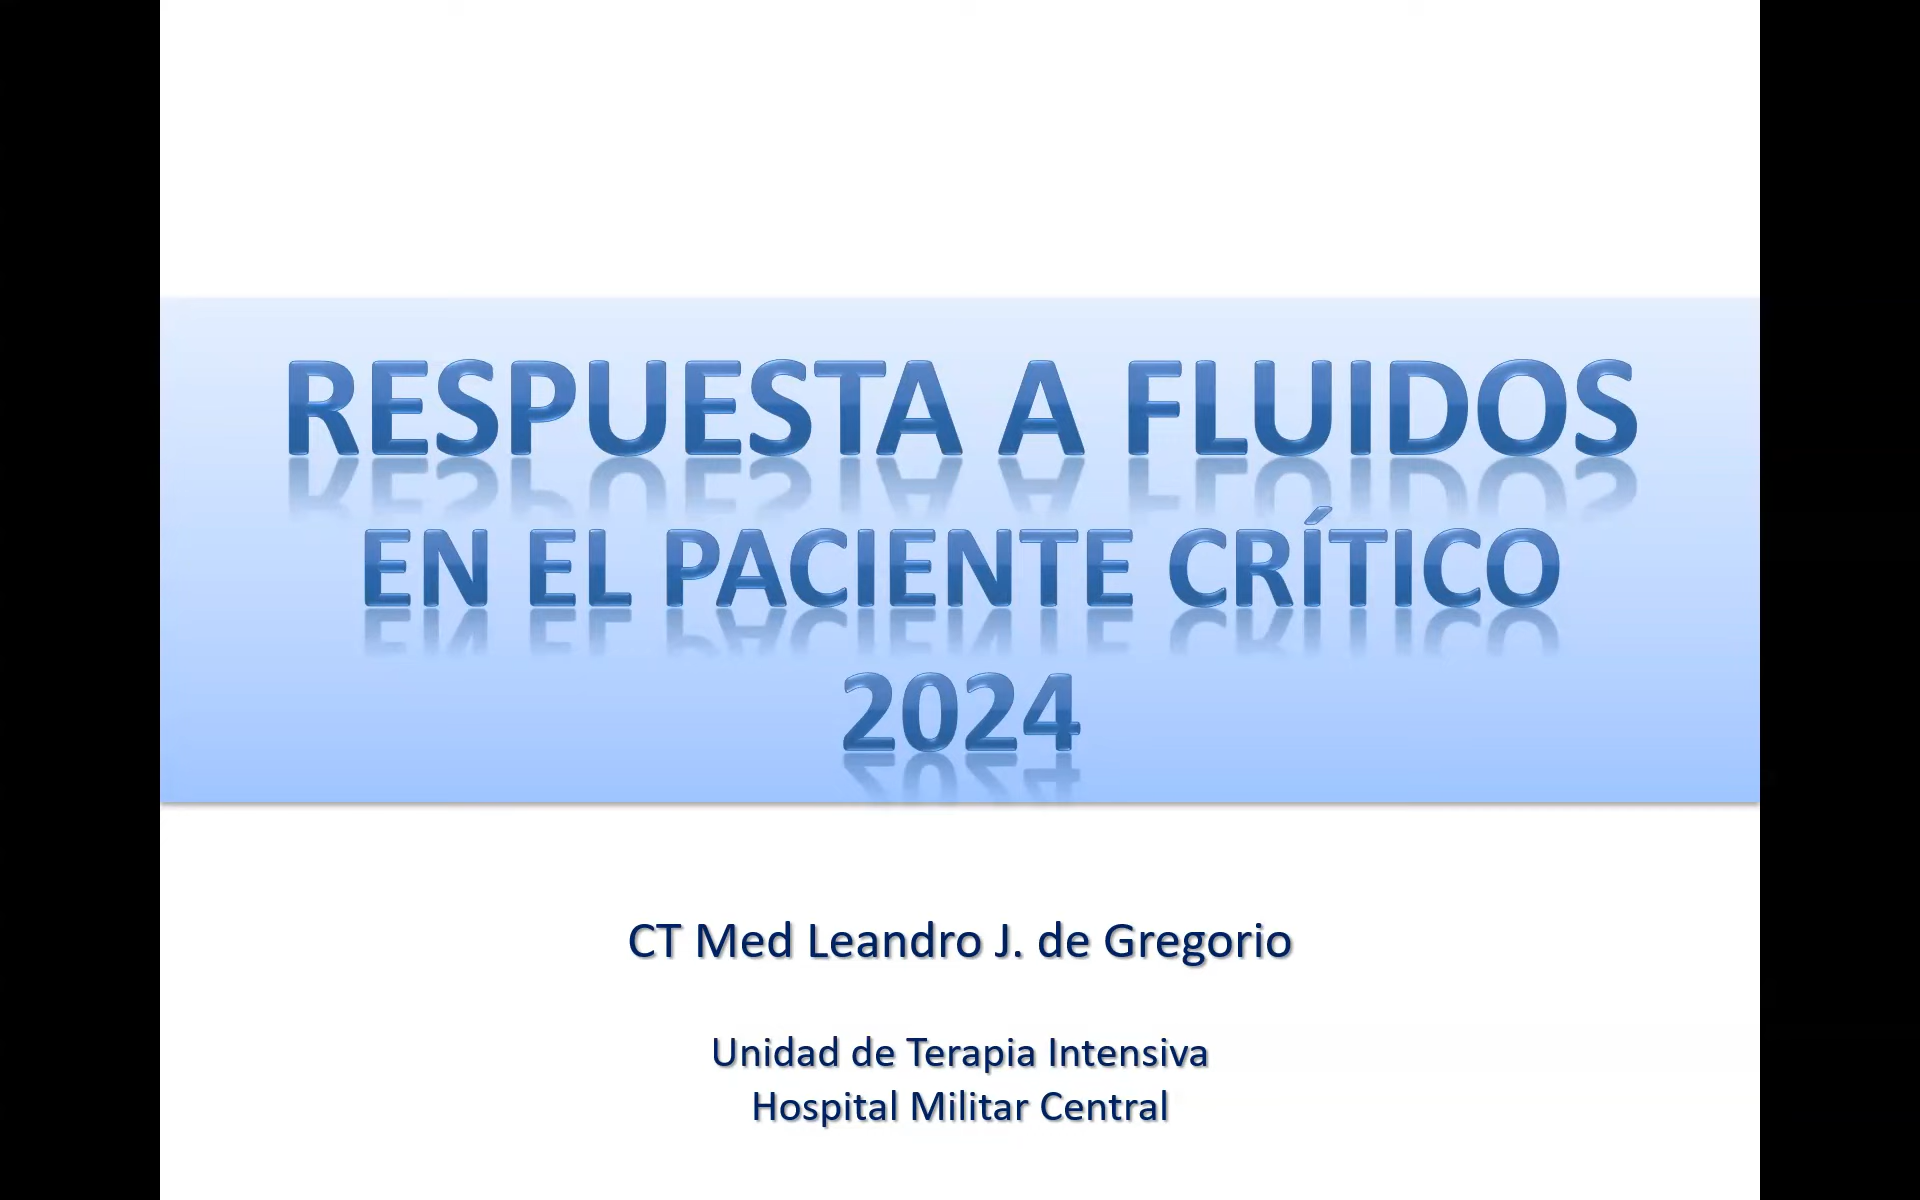 RESPUESTA A FLUIDOS
EN EL PACIENTE CRÍTICO
2024
CT Med Leandro J. de Gregorio
Unidad de Terapia Intensiva
Hospital Militar Central